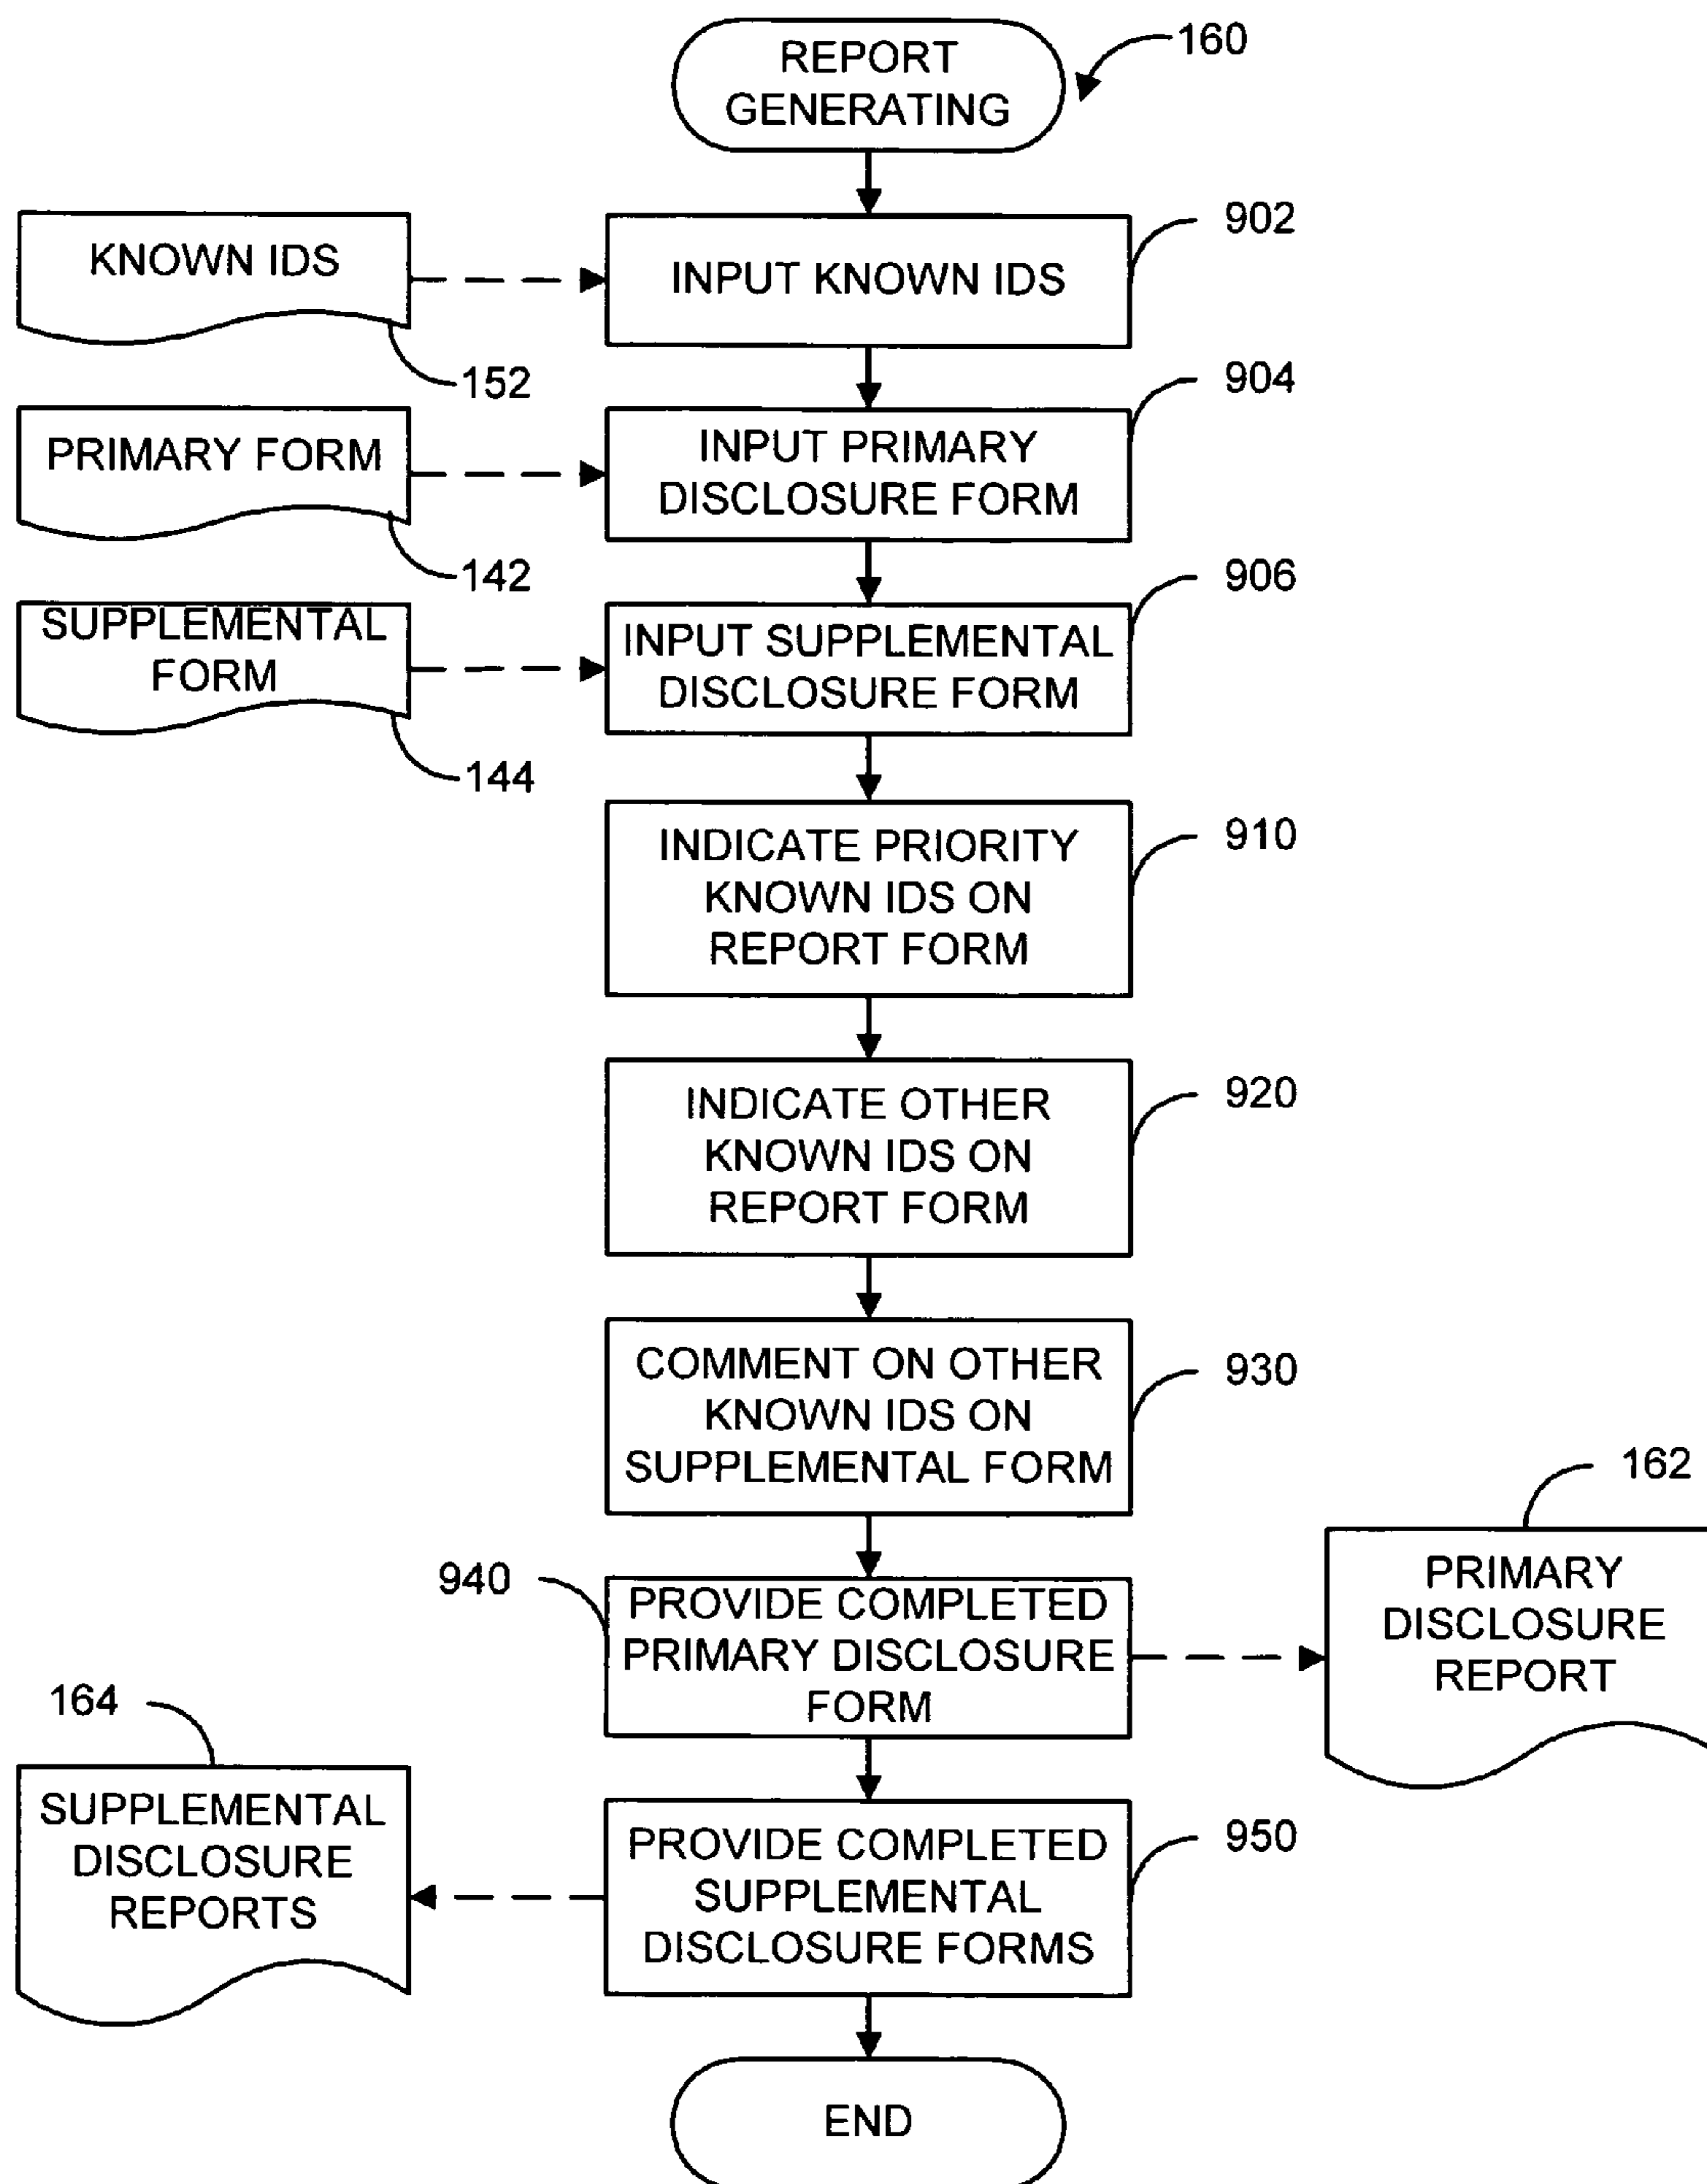 REPORT
GENERATING
160
KNOWN IDS
152
INPUT KNOWN IDS
902
PRIMARY FORM
142
INPUT PRIMARY
DISCLOSURE FORM
904
SUPPLEMENTAL
FORM
144
INPUT SUPPLEMENTAL
DISCLOSURE FORM
906
INDICATE PRIORITY
KNOWN IDS ON
REPORT FORM
910
INDICATE OTHER
KNOWN IDS ON
REPORT FORM
920
COMMENT ON OTHER
KNOWN IDS ON
SUPPLEMENTAL FORM
930
940
PROVIDE COMPLETED
PRIMARY DISCLOSURE
FORM
162
PRIMARY
DISCLOSURE
REPORT
164
SUPPLEMENTAL
DISCLOSURE
REPORTS
PROVIDE COMPLETED
SUPPLEMENTAL
DISCLOSURE FORMS
950
END